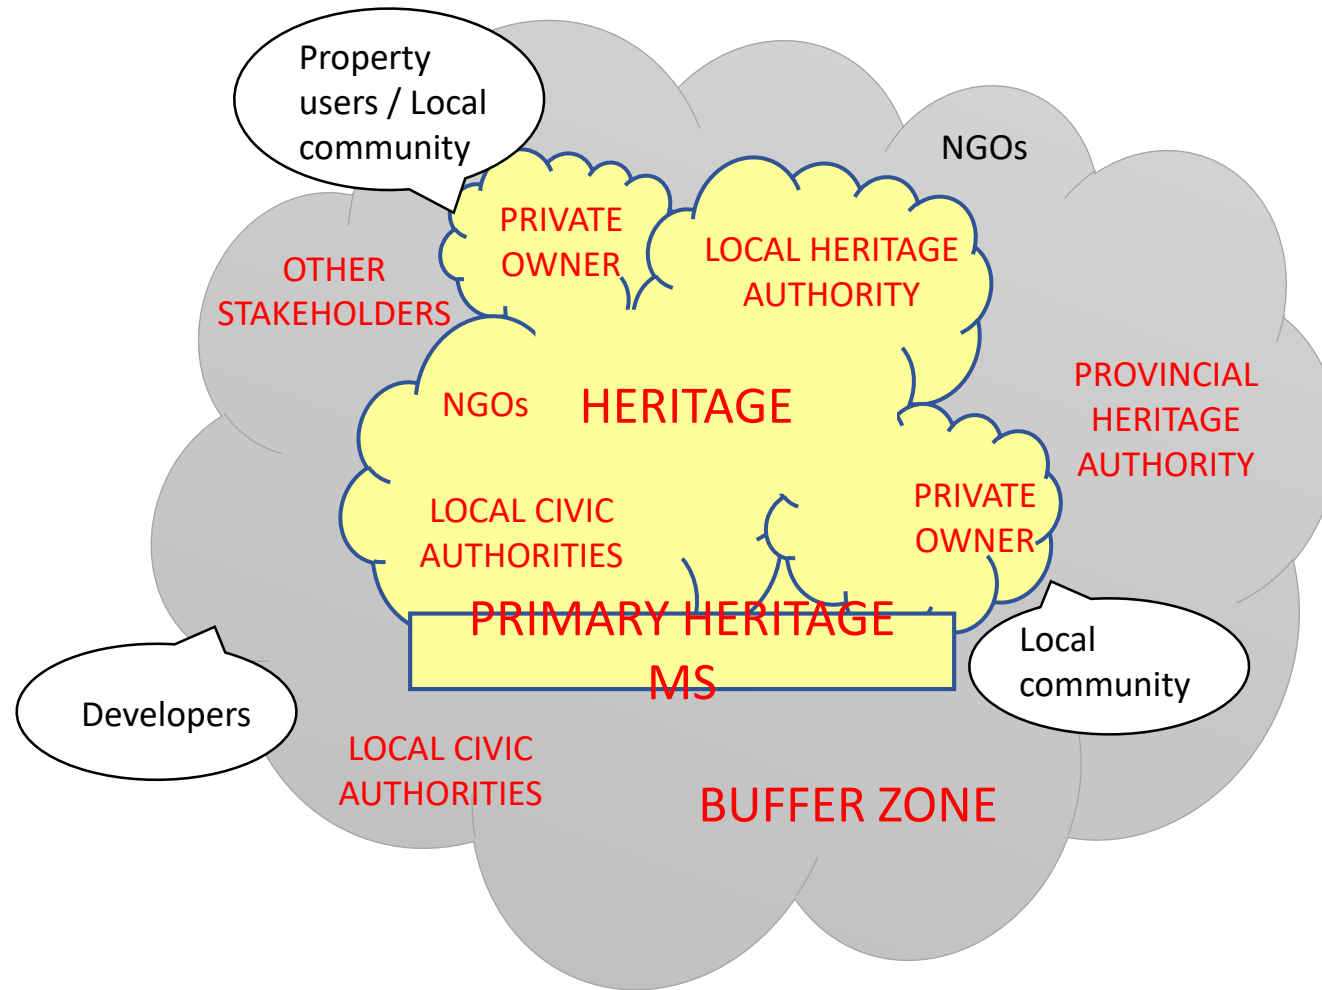 Property
users / Local
community
NGOs
PRIVATE
OWNER
LOCAL HERITAGE
AUTHORITY
OTHER
STAKEHOLDERS
NGOs
HERITAGE
PROVINCIAL
HERITAGE
AUTHORITY
LOCAL CIVIC
AUTHORITIES
PRIVATE
OWNER
PRIMARY HERITAGE
MS
Local
community
Developers
LOCAL CIVIC
AUTHORITIES
BUFFER ZONE